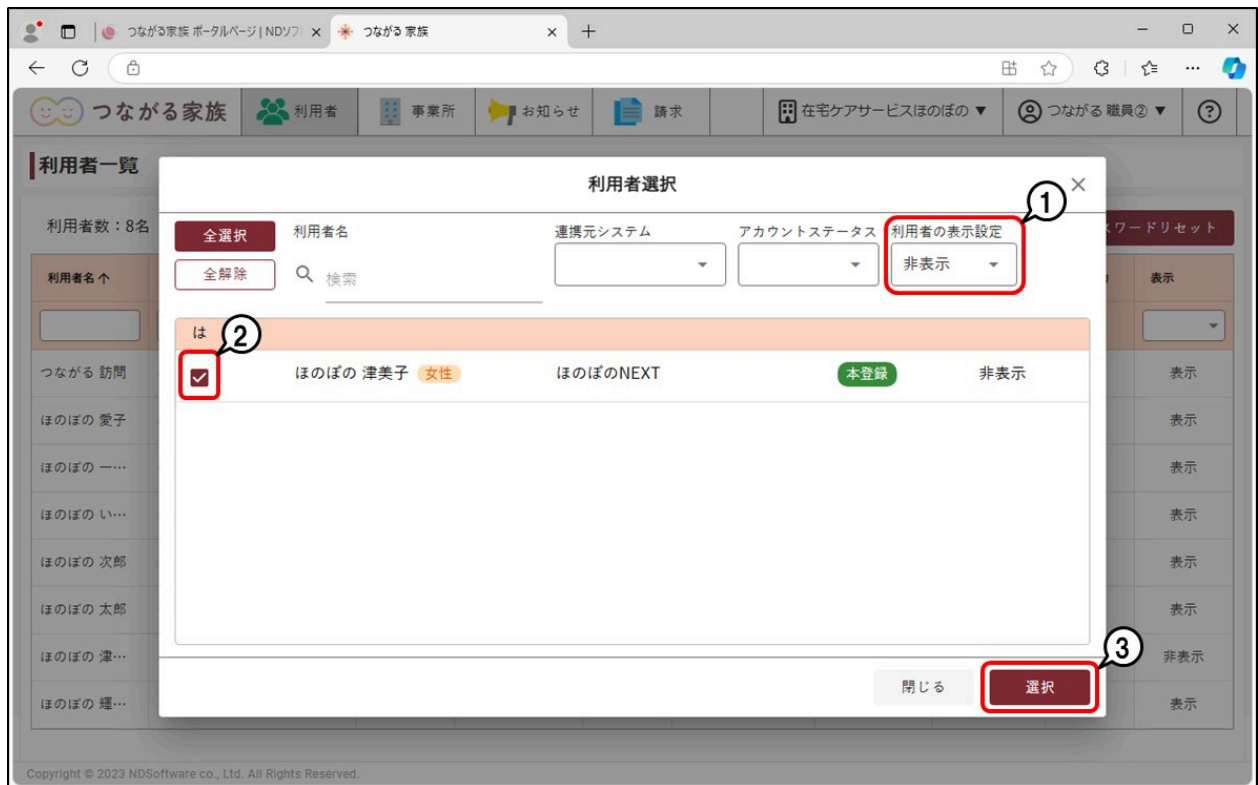 つながる家族 ポータルページ | NDソフ
つながる 家族
つながる家族
利用者
事業所
お知らせ
請求
在宅ケアサービスほのぼの ▼
つながる 職員② ▼
利用者一覧
利用者選択
①
利用者数：8名
全選択
利用者名
連携元システム
アカウントステータス
利用者の表示設定
スワードリセット
全解除
検索
非表示
利用者名
表示
は
②
ほのぼの 津美子 女性 ほのぼのNEXT 本登録 非表示
つながる 訪問 表示
ほのぼの 愛子 表示
ほのぼの 一… 表示
ほのぼの い… 表示
ほのぼの 次郎 表示
ほのぼの 太郎 表示
ほのぼの 津… 非表示
③
閉じる
選択
ほのぼの 輝… 表示
Copyright © 2023 NDSoftware co., Ltd. All Rights Reserved.